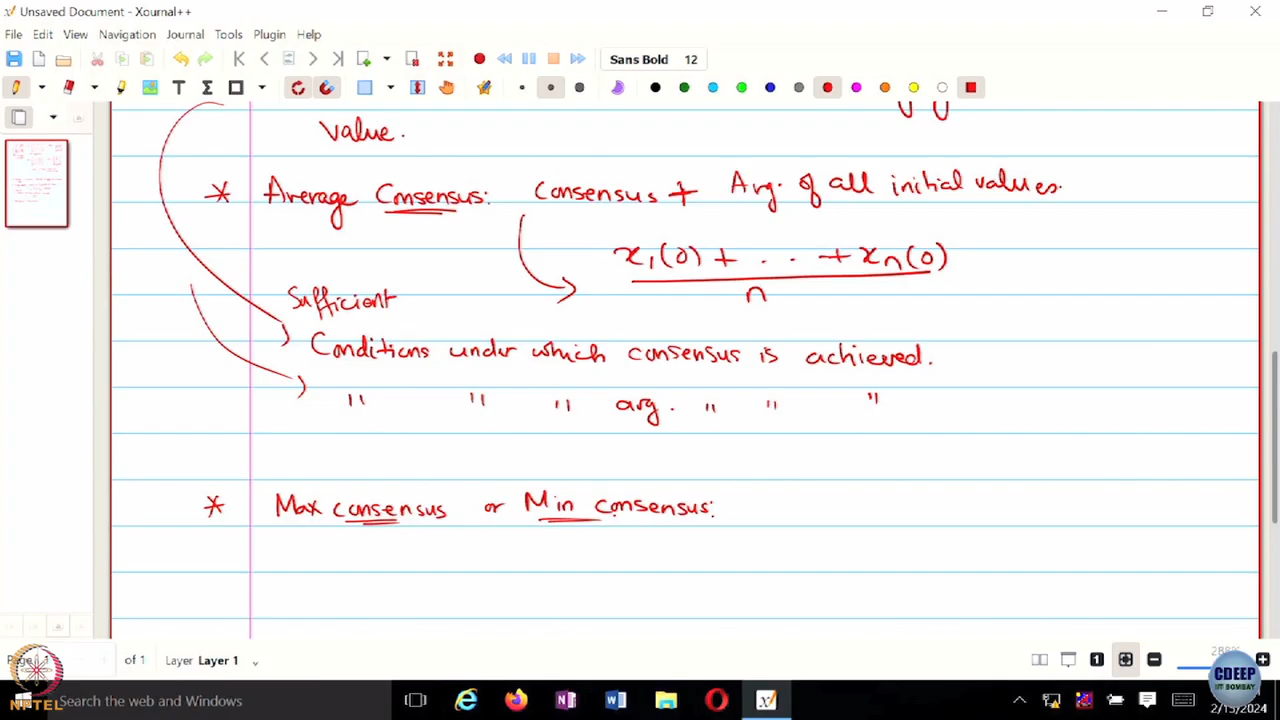 Unsaved Document - Xournal++
File Edit View Navigation Journal Tools Plugin Help
Sans Bold 12
value.
* Average Consensus: Consensus + Avg. of all initial values.
x1(0) + . . . + xn(0)
n
Sufficient
Conditions under which consensus is achieved.
" " " avg. " " "
* Max consensus or Min consensus:
Page 1 of 1 Layer Layer 1
288%
NPTEL
Search the web and Windows
CDEEP
IIT BOMBAY
2/15/2024